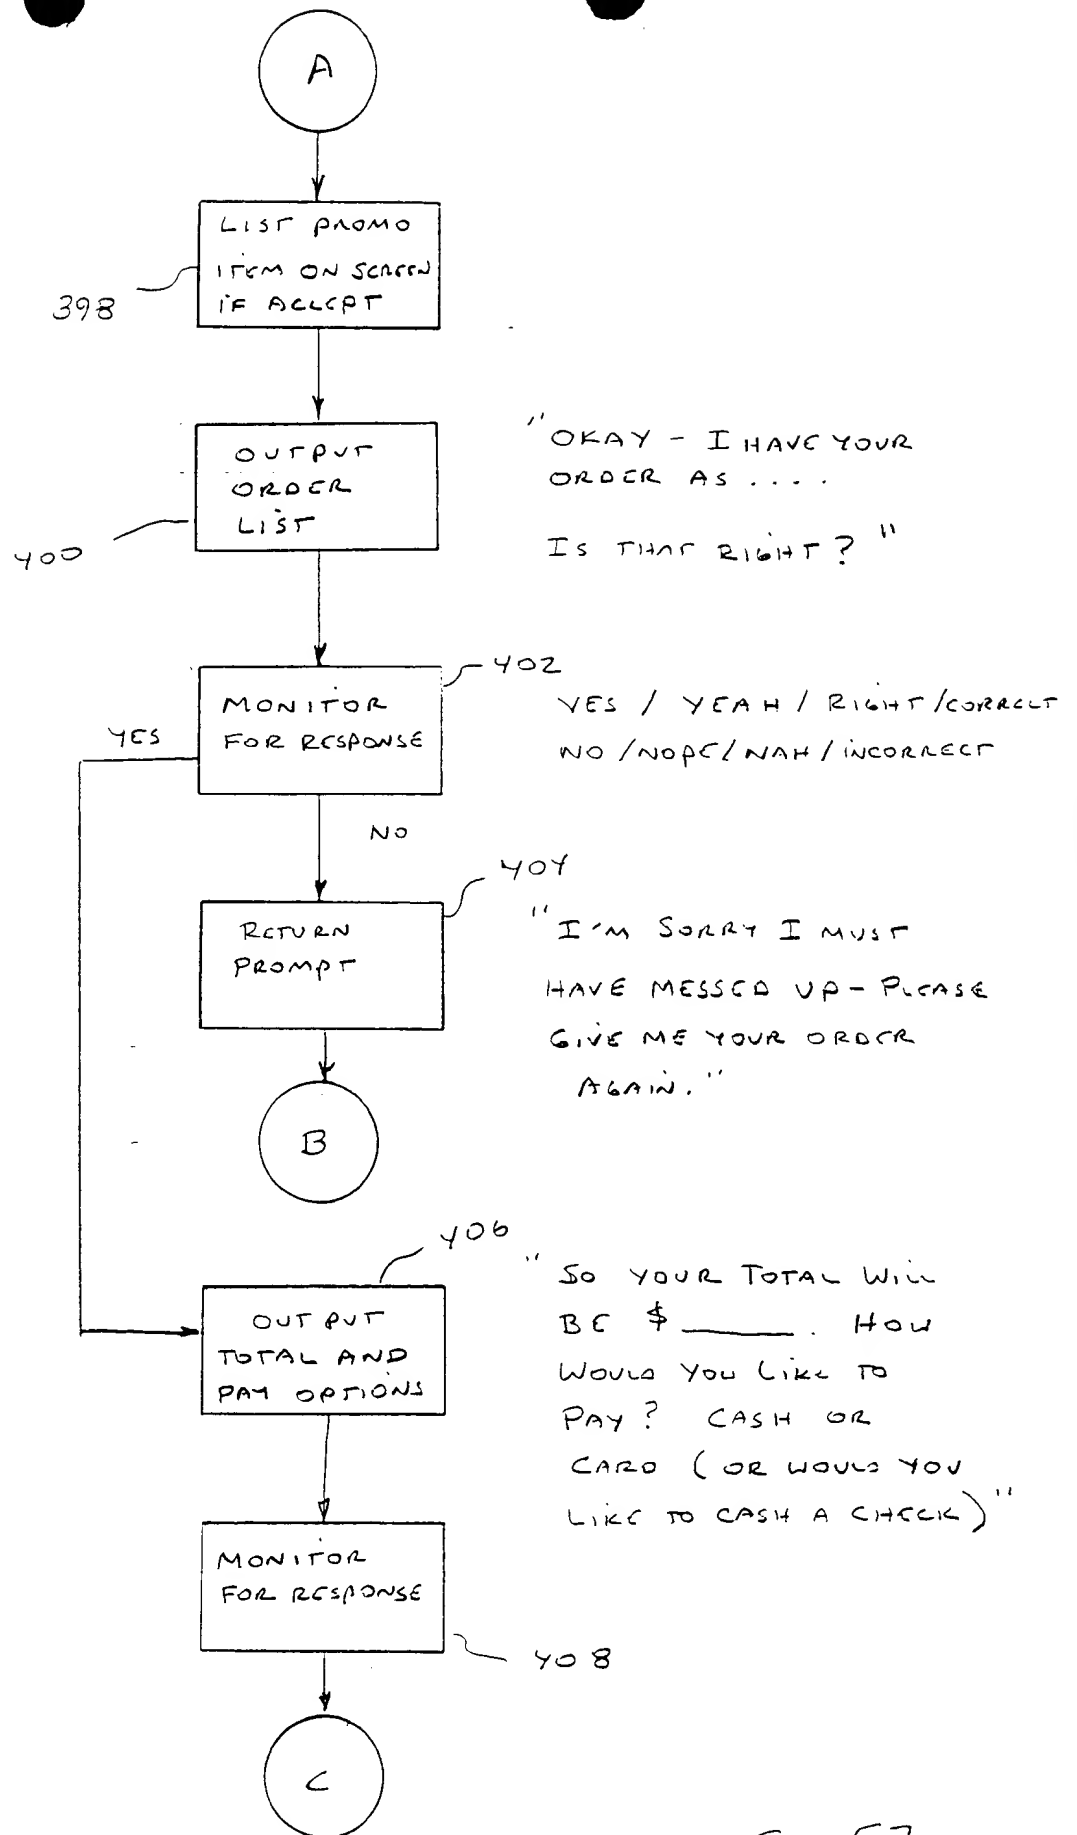 A
LIST PROMO
ITEM ON SCREEN
IF ACCEPT
398
OUTPUT
ORDER
LIST
400
"OKAY - I HAVE YOUR
ORDER AS ....
IS THAT RIGHT? "
402
MONITOR
FOR RESPONSE
YES / YEAH / RIGHT / CORRECT
NO / NOPE / NAH / INCORRECT
YES
NO
404
RETURN
PROMPT
"I'M SORRY I MUST
HAVE MESSED UP - PLEASE
GIVE ME YOUR ORDER
AGAIN."
B
406
OUTPUT
TOTAL AND
PAY OPTIONS
"SO YOUR TOTAL WILL
BE $ ______. HOW
WOULD YOU LIKE TO
PAY? CASH OR
CARD (OR WOULD YOU
LIKE TO CASH A CHECK)"
MONITOR
FOR RESPONSE
408
C